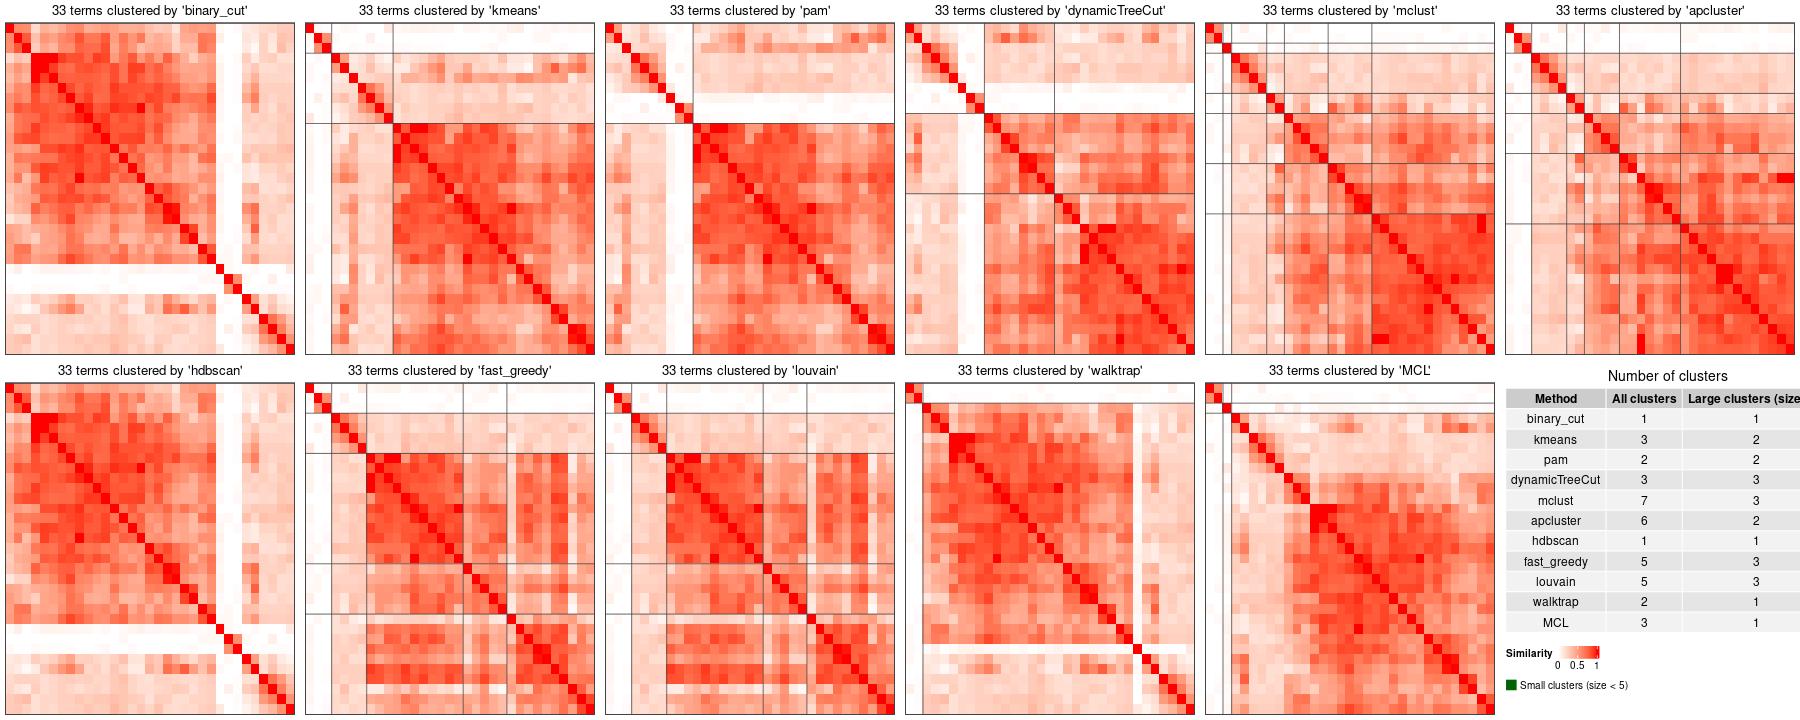 33 terms clustered by 'binary_cut'
33 terms clustered by 'kmeans'
33 terms clustered by 'pam'
33 terms clustered by 'dynamicTreeCut'
33 terms clustered by 'mclust'
33 terms clustered by 'apcluster'
33 terms clustered by 'hdbscan'
33 terms clustered by 'fast_greedy'
33 terms clustered by 'louvain'
33 terms clustered by 'walktrap'
33 terms clustered by 'MCL'
Number of clusters
Method All clusters Large clusters (size
binary_cut 1 1
kmeans 3 2
pam 2 2
dynamicTreeCut 3 3
mclust 7 3
apcluster 6 2
hdbscan 1 1
fast_greedy 5 3
louvain 5 3
walktrap 2 1
MCL 3 1
Similarity
0 0.5 1
Small clusters (size < 5)